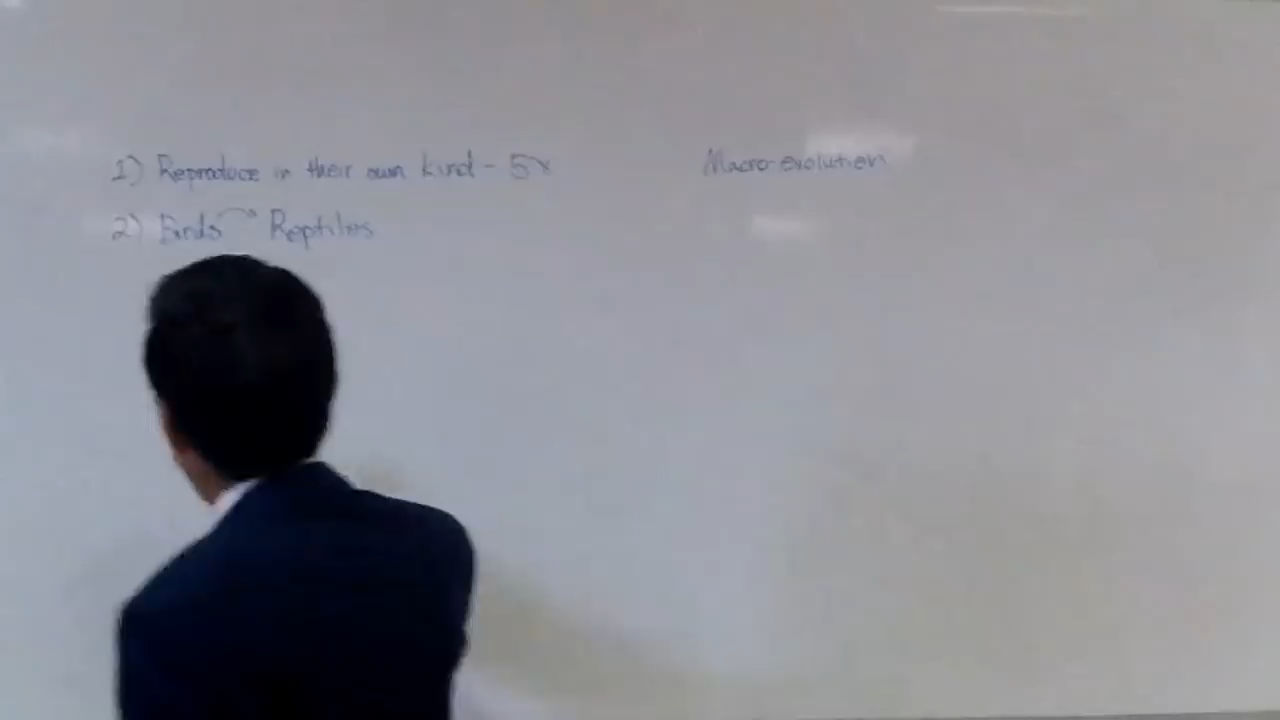 1) Reproduce in their own kind - 5x
Macro-evolution
2) Birds → Reptiles